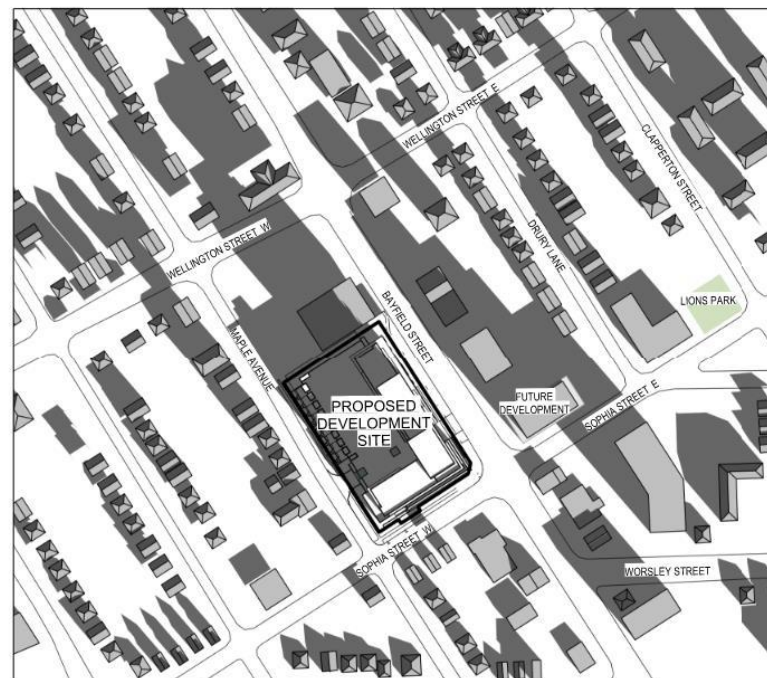 WELLINGTON STREET E
CLAPPERTON STREET
WELLINGTON STREET W
DRURY LANE
LIONS PARK
BAYFIELD STREET
MAPLE AVENUE
PROPOSED
DEVELOPMENT
SITE
FUTURE
DEVELOPMENT
SOPHIA STREET E
SOPHIA STREET W
WORSLEY STREET